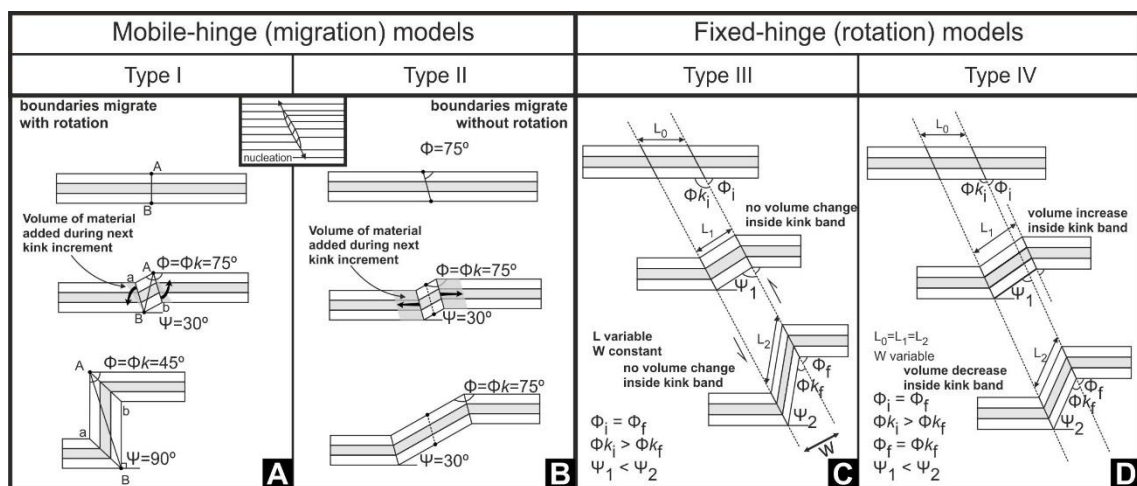 Mobile-hinge (migration) models
Fixed-hinge (rotation) models
Type I
Type II
Type III
Type IV
boundaries migrate
with rotation
nucleation
boundaries migrate
without rotation
A
B
Volume of material
added during next
kink increment
a
A
Φ=Φk=75º
B
b
Ψ=30º
A
Φ=Φk=45º
b
a
Ψ=90º
B
A
Φ=75º
Volume of material
added during next
kink increment
Φ=Φk=75º
Ψ=30º
Φ=Φk=75º
Ψ=30º
B
L0
Φki
Φi
no volume change
inside kink band
L1
Ψ1
L variable
W constant
no volume change
inside kink band
L2
Φf
Φkf
Ψ2
Φi = Φf
Φki > Φkf
Ψ1 < Ψ2
W
C
L0
Φki
Φi
volume increase
inside kink band
L1
Ψ1
L0=L1=L2
W variable
volume decrease
inside kink band
L2
Φf
Φkf
Ψ2
Φi = Φf
Φki > Φkf
Φf = Φkf
Ψ1 < Ψ2
D